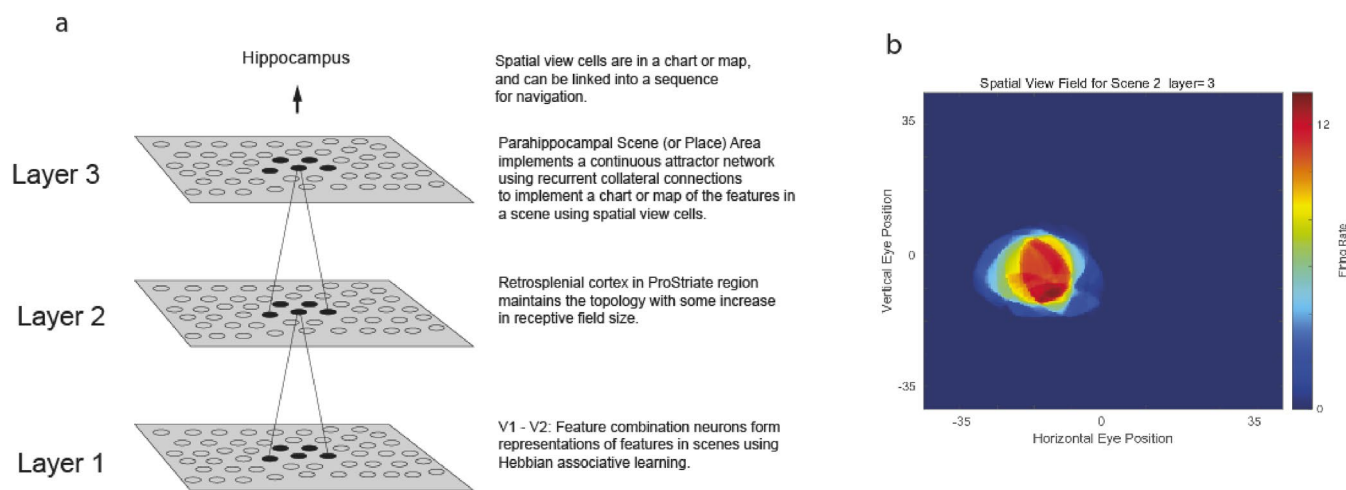 a
Hippocampus
Spatial view cells are in a chart or map,
and can be linked into a sequence
for navigation.
Layer 3
Parahippocampal Scene (or Place) Area
implements a continuous attractor network
using recurrent collateral connections
to implement a chart or map of the features in
a scene using spatial view cells.
Layer 2
Retrosplenial cortex in ProStriate region
maintains the topology with some increase
in receptive field size.
Layer 1
V1 - V2: Feature combination neurons form
representations of features in scenes using
Hebbian associative learning.
b
Spatial View Field for Scene 2 layer= 3
Vertical Eye Position
35
0
-35
-35
0
35
Horizontal Eye Position
12
0
Firing Rate